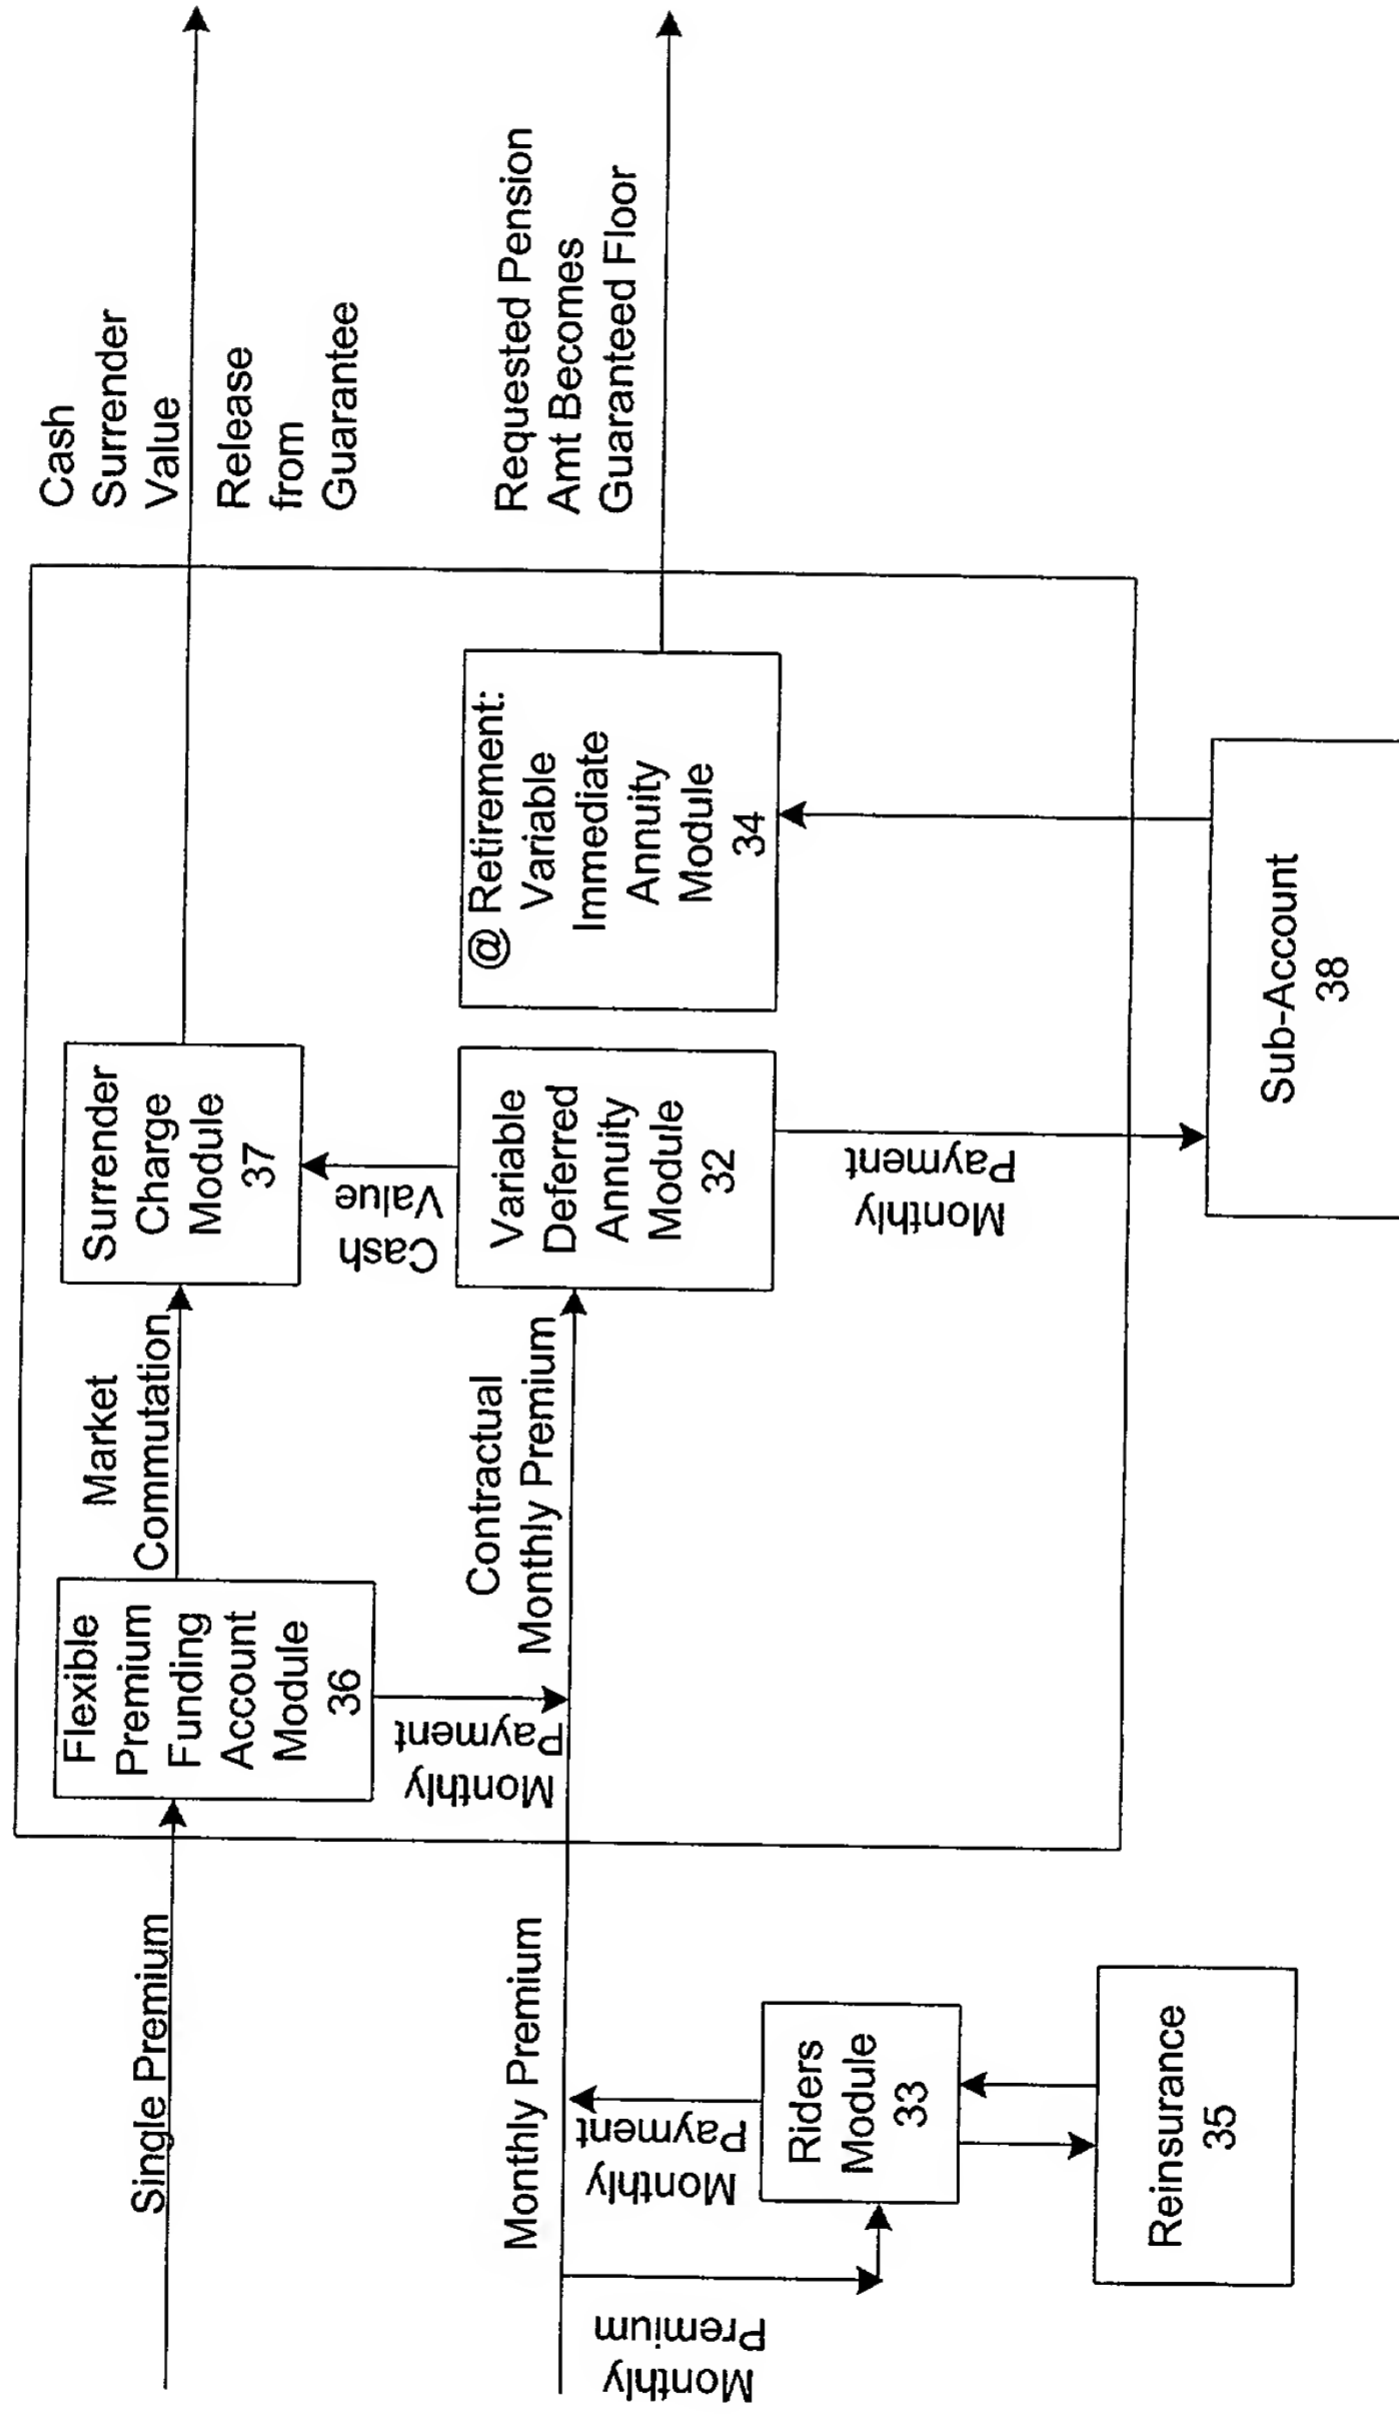 Single Premium
Flexible
Premium
Funding
Account
Module
36
Market
Commutation
Surrender
Charge
Module
37
Cash
Surrender
Value
Release
from
Guarantee
Monthly
Payment
Cash
Value
Monthly Premium
Contractual
Monthly Premium
Variable
Deferred
Annuity
Module
32
@ Retirement:
Variable
Immediate
Annuity
Module
34
Requested Pension
Amt Becomes
Guaranteed Floor
Monthly
Premium
Monthly
Payment
Riders
Module
33
Monthly
Payment
Reinsurance
35
Sub-Account
38